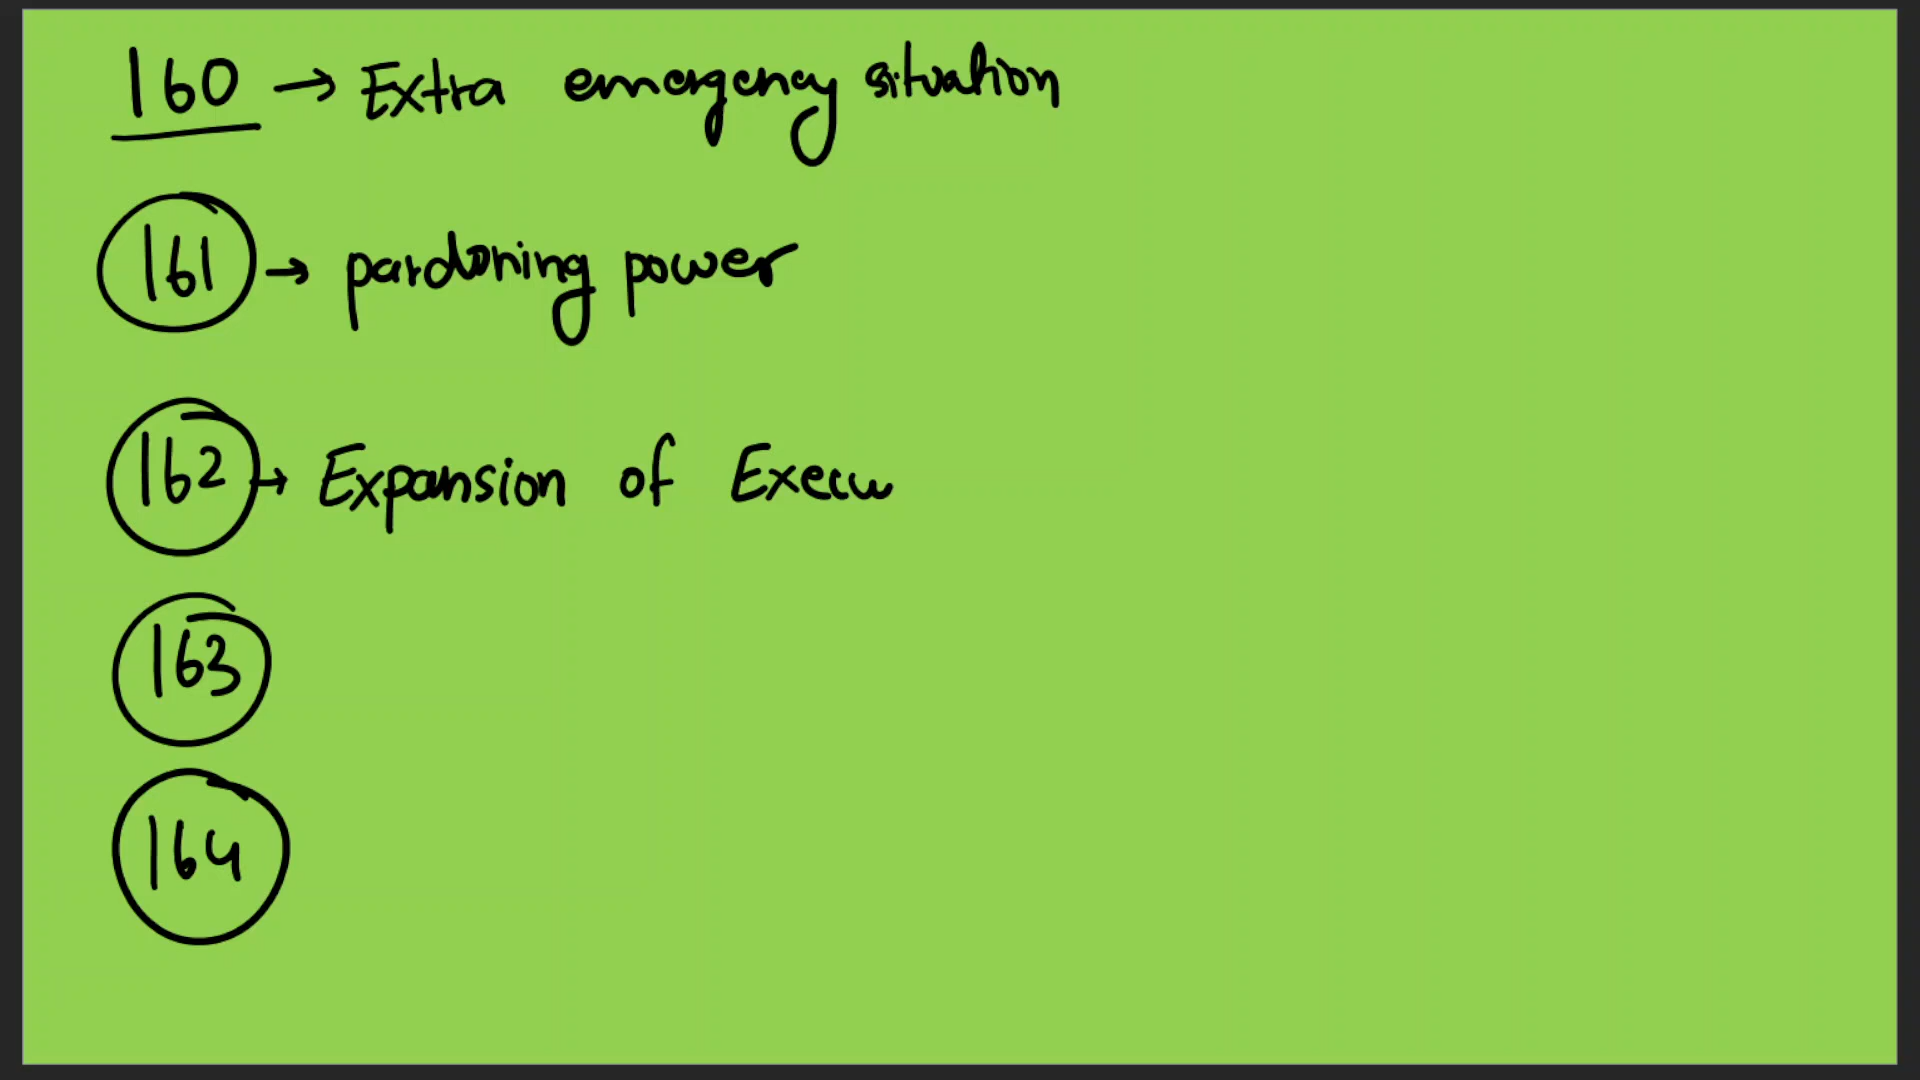 160 → Extra emergency situation
161 → pardoning power
162 → Expansion of Execu
163
164